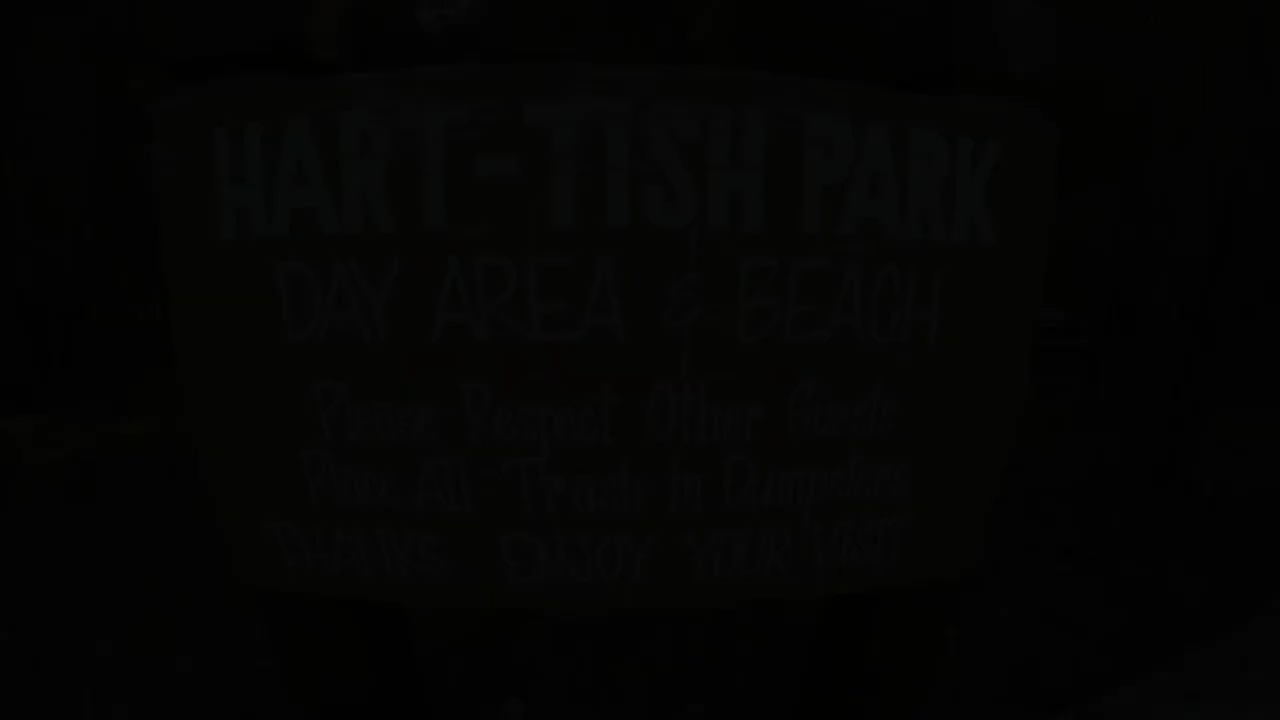 HART-TISH PARK
DAY AREA & BEACH
Please Respect Other Guests
Place All Trash In Dumpsters
THANKS ENJOY YOUR VISIT